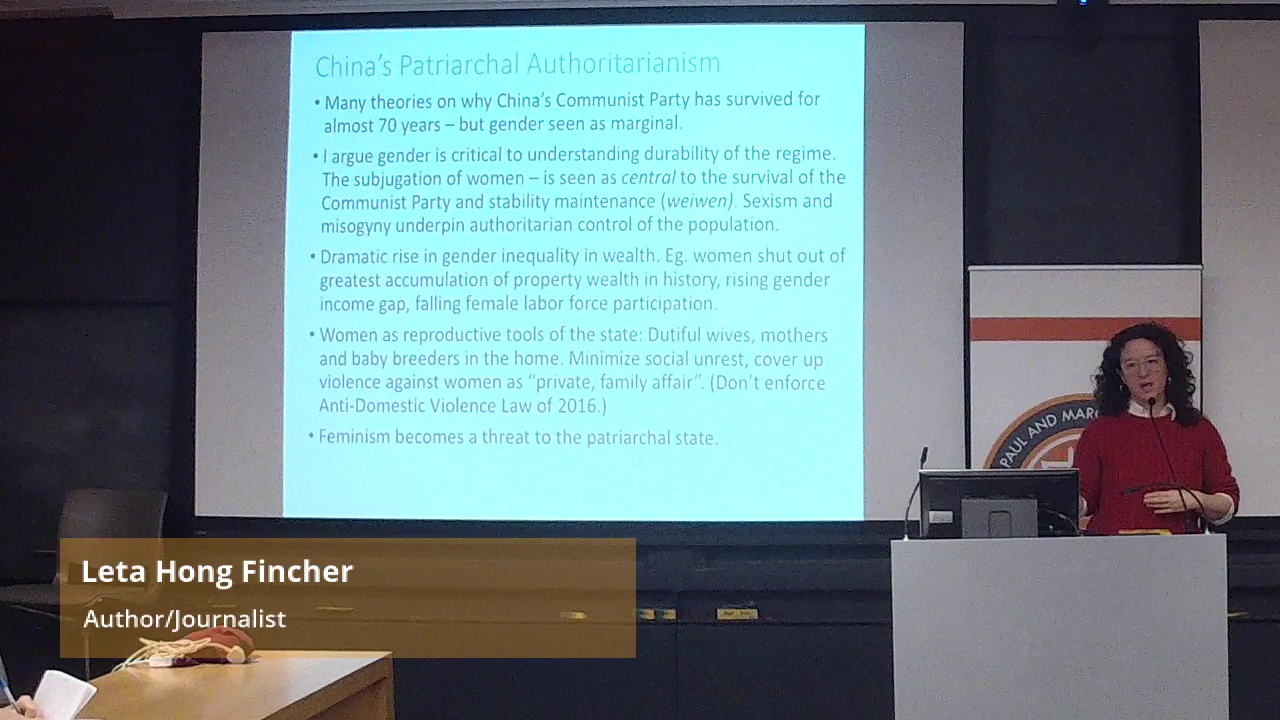 China's Patriarchal Authoritarianism
• Many theories on why China's Communist Party has survived for
almost 70 years – but gender seen as marginal.
• I argue gender is critical to understanding durability of the regime.
The subjugation of women – is seen as central to the survival of the
Communist Party and stability maintenance (weiwen). Sexism and
misogyny underpin authoritarian control of the population.
• Dramatic rise in gender inequality in wealth. Eg. women shut out of
greatest accumulation of property wealth in history, rising gender
income gap, falling female labor force participation.
• Women as reproductive tools of the state: Dutiful wives, mothers
and baby breeders in the home. Minimize social unrest, cover up
violence against women as “private, family affair”. (Don't enforce
Anti-Domestic Violence Law of 2016.)
• Feminism becomes a threat to the patriarchal state.
PAUL AND MARC
Leta Hong Fincher
Author/Journalist